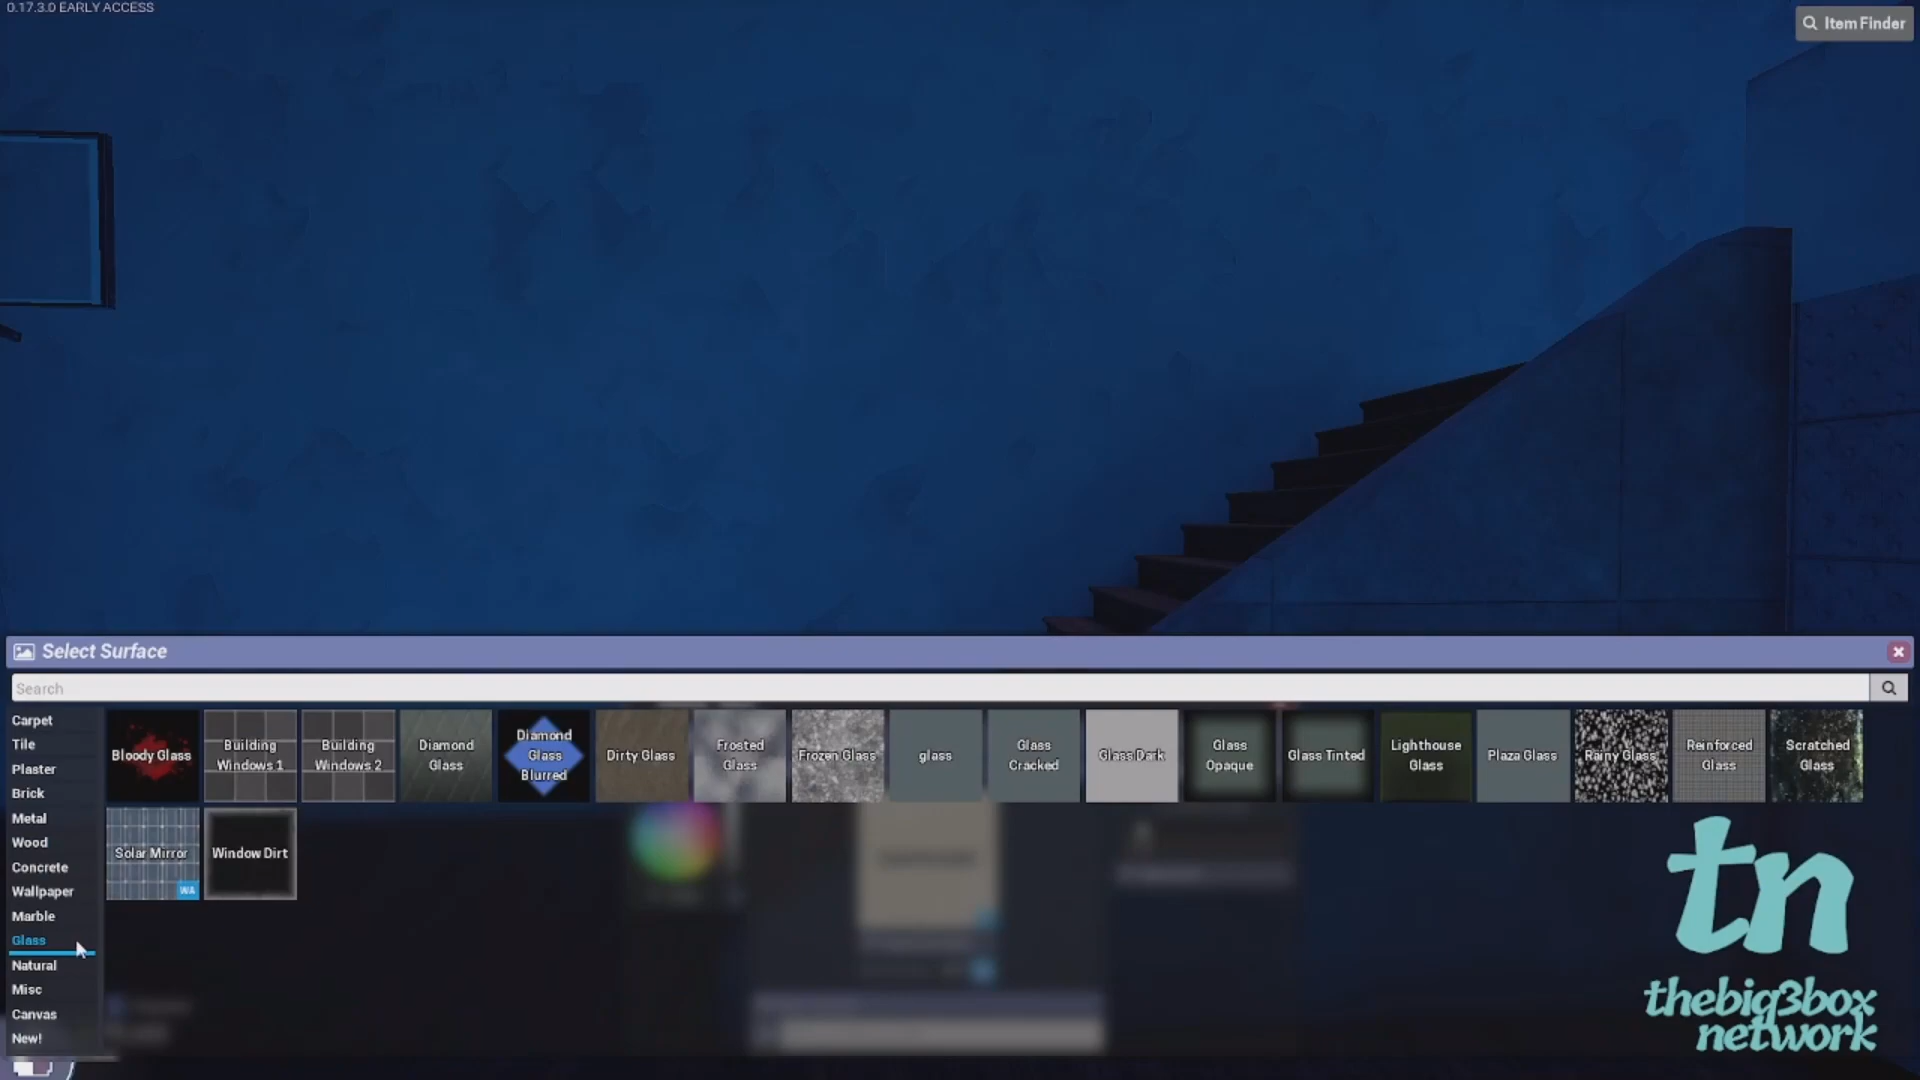 0.17.3.0 EARLY ACCESS
Item Finder
Select Surface
Search
Carpet
Tile
Plaster
Brick
Metal
Wood
Concrete
Wallpaper
Marble
Glass
Natural
Misc
Canvas
New!
Bloody Glass
Building
Windows 1
Building
Windows 2
Diamond
Glass
Diamond
Glass
Blurred
Dirty Glass
Frosted
Glass
Frozen Glass
glass
Glass
Cracked
Glass Dark
Glass
Opaque
Glass Tinted
Lighthouse
Glass
Plaza Glass
Rainy Glass
Reinforced
Glass
Scratched
Glass
Solar Mirror
WA
Window Dirt
tn
thebig3box
network